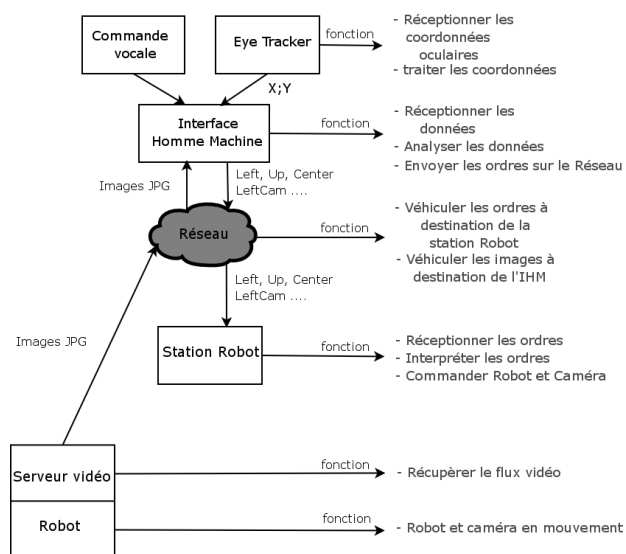 Commande
vocale
Eye Tracker
fonction
- Réceptionner les
coordonnées
oculaires
- traiter les coordonnées
X;Y
Interface
Homme Machine
fonction
- Réceptionner les
données
- Analyser les données
- Envoyer les ordres sur le Réseau
Images JPG
Left, Up, Center
LeftCam ....
Réseau
fonction
- Véhiculer les ordres à
destination de la
station Robot
- Véhiculer les images à
destination de l'IHM
Left, Up, Center
LeftCam ....
Images JPG
Station Robot
fonction
- Réceptionner les ordres
- Interpréter les ordres
- Commander Robot et Caméra
Serveur vidéo
fonction
- Récupèrer le flux vidéo
Robot
fonction
- Robot et caméra en mouvement